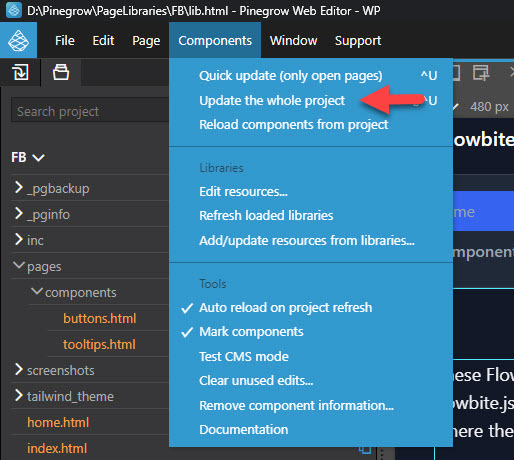 D:\Pinegrow\PageLibraries\FB\lib.html - Pinegrow Web Editor - WP
File Edit Page Components Window Support
Quick update (only open pages) ^U
Update the whole project ^U
Reload components from project
480 px
Search project
FB
_pgbackup
_pginfo
inc
pages
components
buttons.html
tooltips.html
screenshots
tailwind_theme
home.html
index.html
Libraries
Edit resources...
Refresh loaded libraries
Add/update resources from libraries...
Tools
Auto reload on project refresh
Mark components
Test CMS mode
Clear unused edits...
Remove component information...
Documentation
owbite
me
omponent
hese Flow
owbite.js
here the